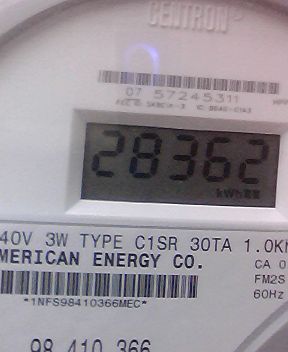 CENTRON
07 57245311
28362
kWh
40V 3W TYPE C1SR 30TA 1.0K
MERICAN ENERGY CO.
CA 0
FM2S
60Hz
*1NFS98410366MEC*
98 410 366